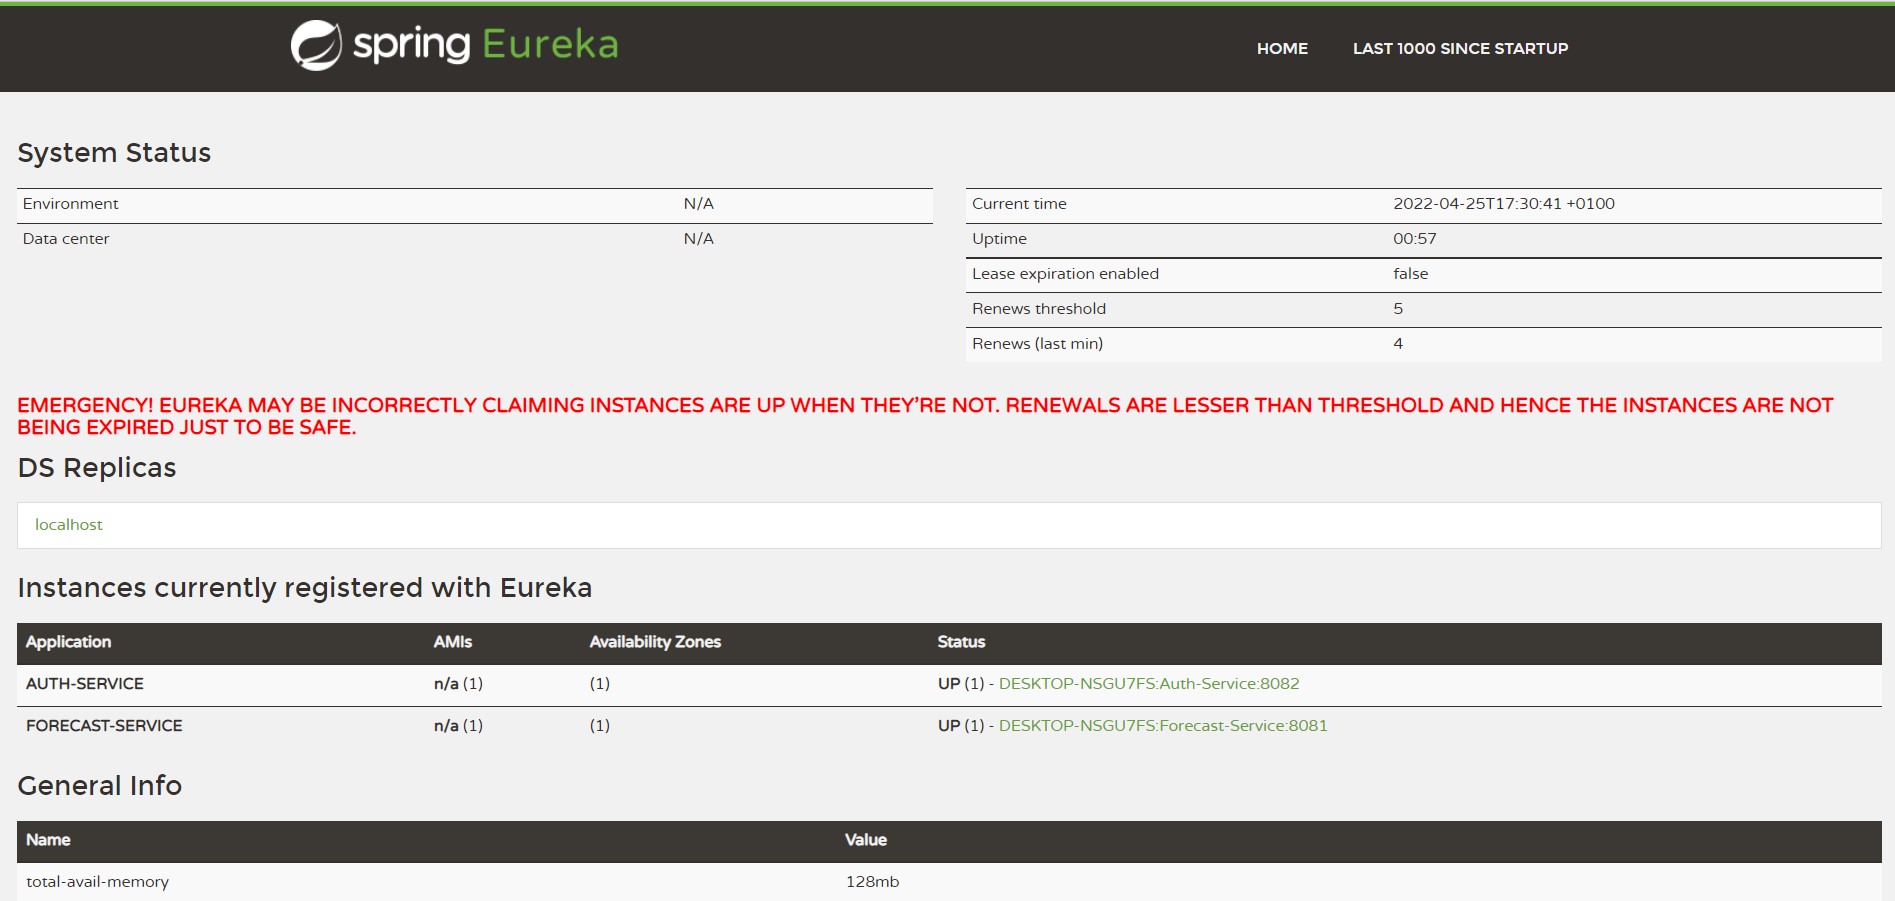 spring Eureka
HOME LAST 1000 SINCE STARTUP
System Status
Environment N/A
Data center N/A
Current time 2022-04-25T17:30:41 +0100
Uptime 00:57
Lease expiration enabled false
Renews threshold 5
Renews (last min) 4
EMERGENCY! EUREKA MAY BE INCORRECTLY CLAIMING INSTANCES ARE UP WHEN THEY'RE NOT. RENEWALS ARE LESSER THAN THRESHOLD AND HENCE THE INSTANCES ARE NOT
BEING EXPIRED JUST TO BE SAFE.
DS Replicas
localhost
Instances currently registered with Eureka
Application AMIs Availability Zones Status
AUTH-SERVICE n/a (1) (1) UP (1) - DESKTOP-NSGU7FS:Auth-Service:8082
FORECAST-SERVICE n/a (1) (1) UP (1) - DESKTOP-NSGU7FS:Forecast-Service:8081
General Info
Name Value
total-avail-memory 128mb